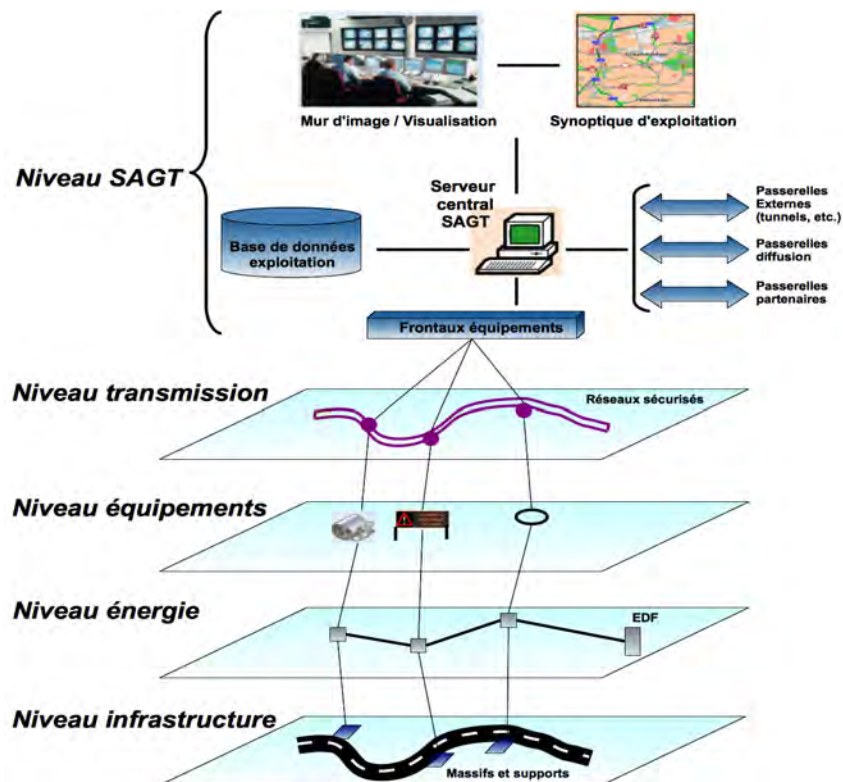 Mur d'image / Visualisation
Synoptique d'exploitation
Niveau SAGT
Serveur
central
SAGT
Base de données
exploitation
Passerelles
Externes
(tunnels, etc.)
Passerelles
diffusion
Passerelles
partenaires
Frontaux équipements
Niveau transmission
Réseaux sécurisés
Niveau équipements
Niveau énergie
EDF
Niveau infrastructure
Massifs et supports